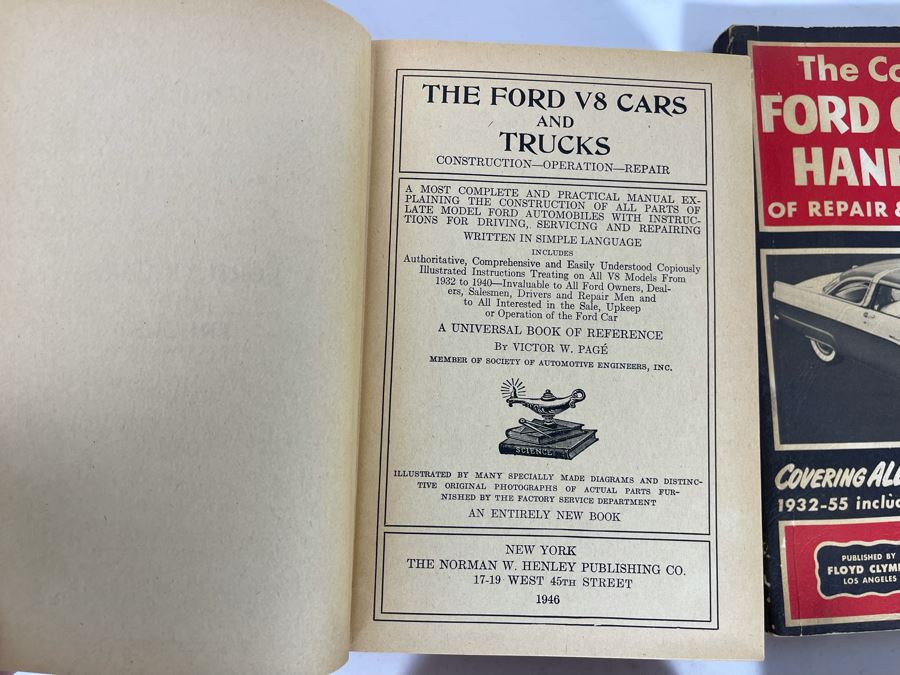 THE FORD V8 CARS
AND
TRUCKS
CONSTRUCTION—OPERATION—REPAIR
A MOST COMPLETE AND PRACTICAL MANUAL EX-
PLAINING THE CONSTRUCTION OF ALL PARTS OF
LATE MODEL FORD AUTOMOBILES WITH INSTRUC-
TIONS FOR DRIVING, SERVICING AND REPAIRING
WRITTEN IN SIMPLE LANGUAGE
INCLUDES
Authoritative, Comprehensive and Easily Understood Copiously
Illustrated Instructions Treating on All V8 Models From
1932 to 1940—Invaluable to All Ford Owners, Deal-
ers, Salesmen, Drivers and Repair Men and
to All Interested in the Sale, Upkeep
or Operation of the Ford Car
A UNIVERSAL BOOK OF REFERENCE
BY VICTOR W. PAGÉ
MEMBER OF SOCIETY OF AUTOMOTIVE ENGINEERS, INC.
SCIENCE
ILLUSTRATED BY MANY SPECIALLY MADE DIAGRAMS AND DISTINC-
TIVE ORIGINAL PHOTOGRAPHS OF ACTUAL PARTS FUR-
NISHED BY THE FACTORY SERVICE DEPARTMENT
AN ENTIRELY NEW BOOK
NEW YORK
THE NORMAN W. HENLEY PUBLISHING CO.
17-19 WEST 45TH STREET
1946
The Co
FORD
HAN
OF REPAIR &
COVERING ALL
1932-55 inclu
PUBLISHED BY
FLOYD CLYM
LOS ANGELES